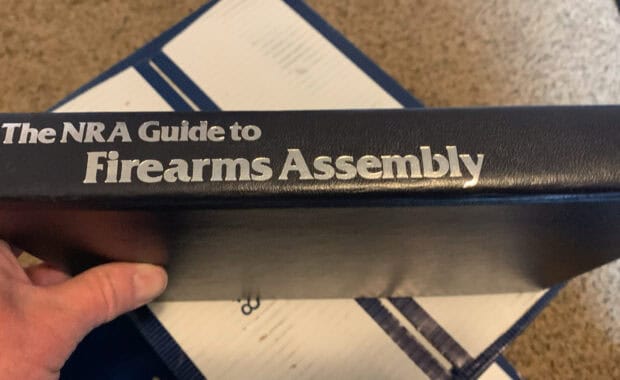 The NRA Guide to
Firearms Assembly